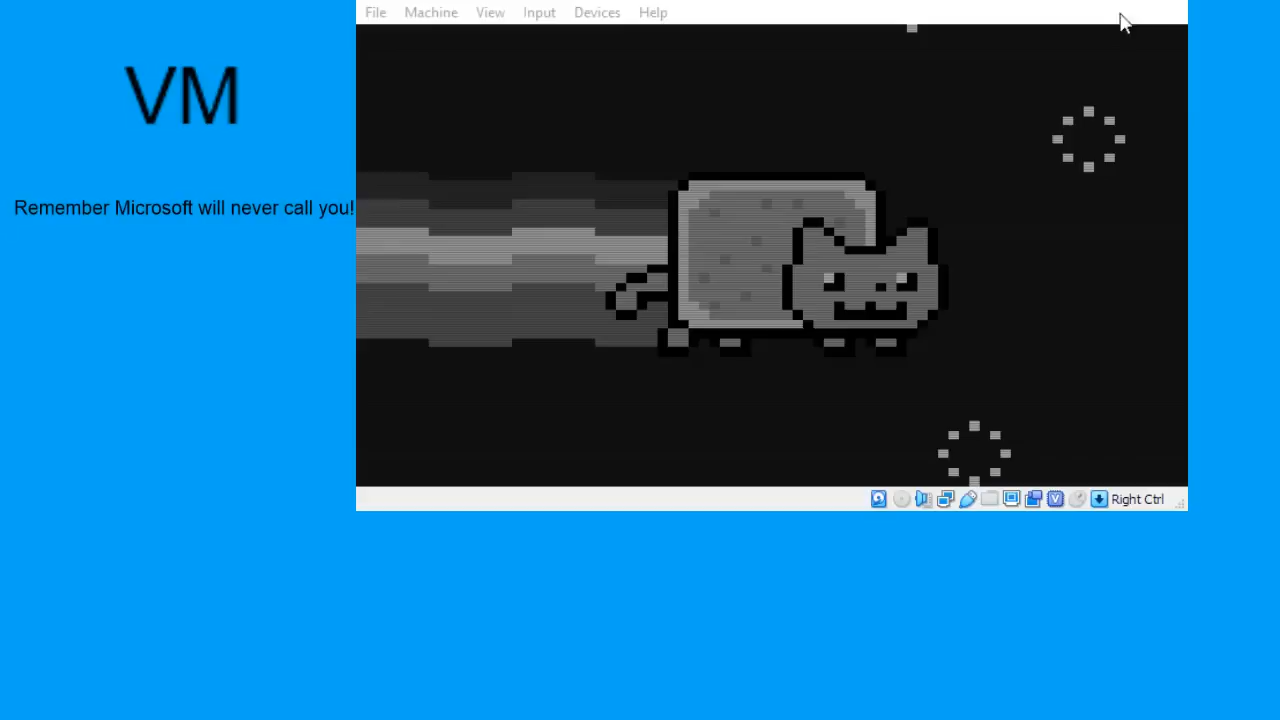 File Machine View Input Devices Help
VM
Remember Microsoft will never call you!
Right Ctrl